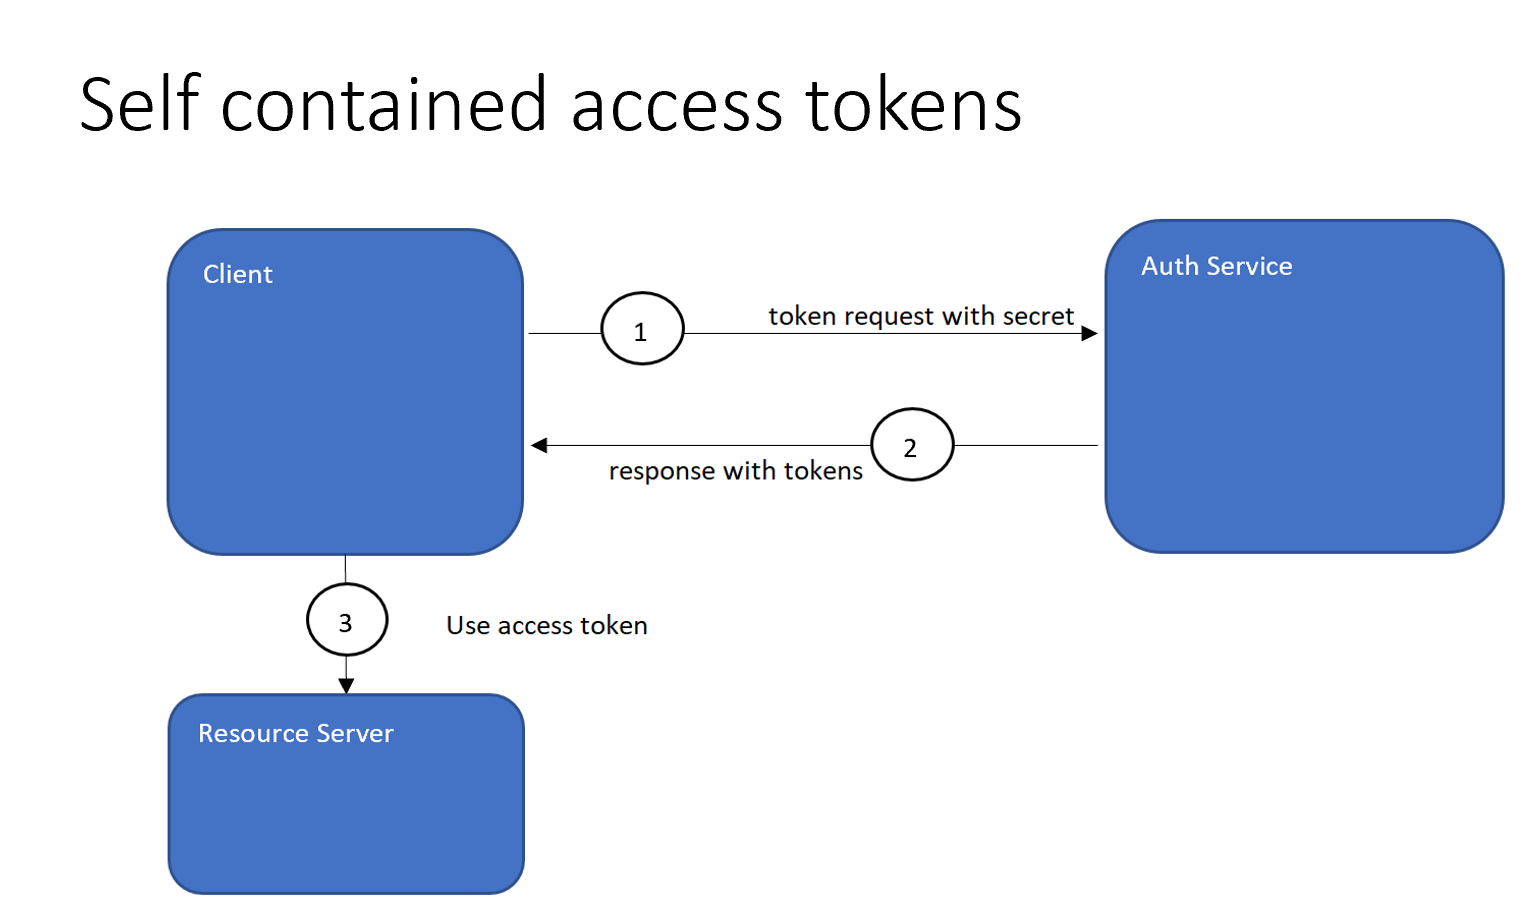 Self contained access tokens
Client
Auth Service
1
token request with secret
2
response with tokens
3
Use access token
Resource Server